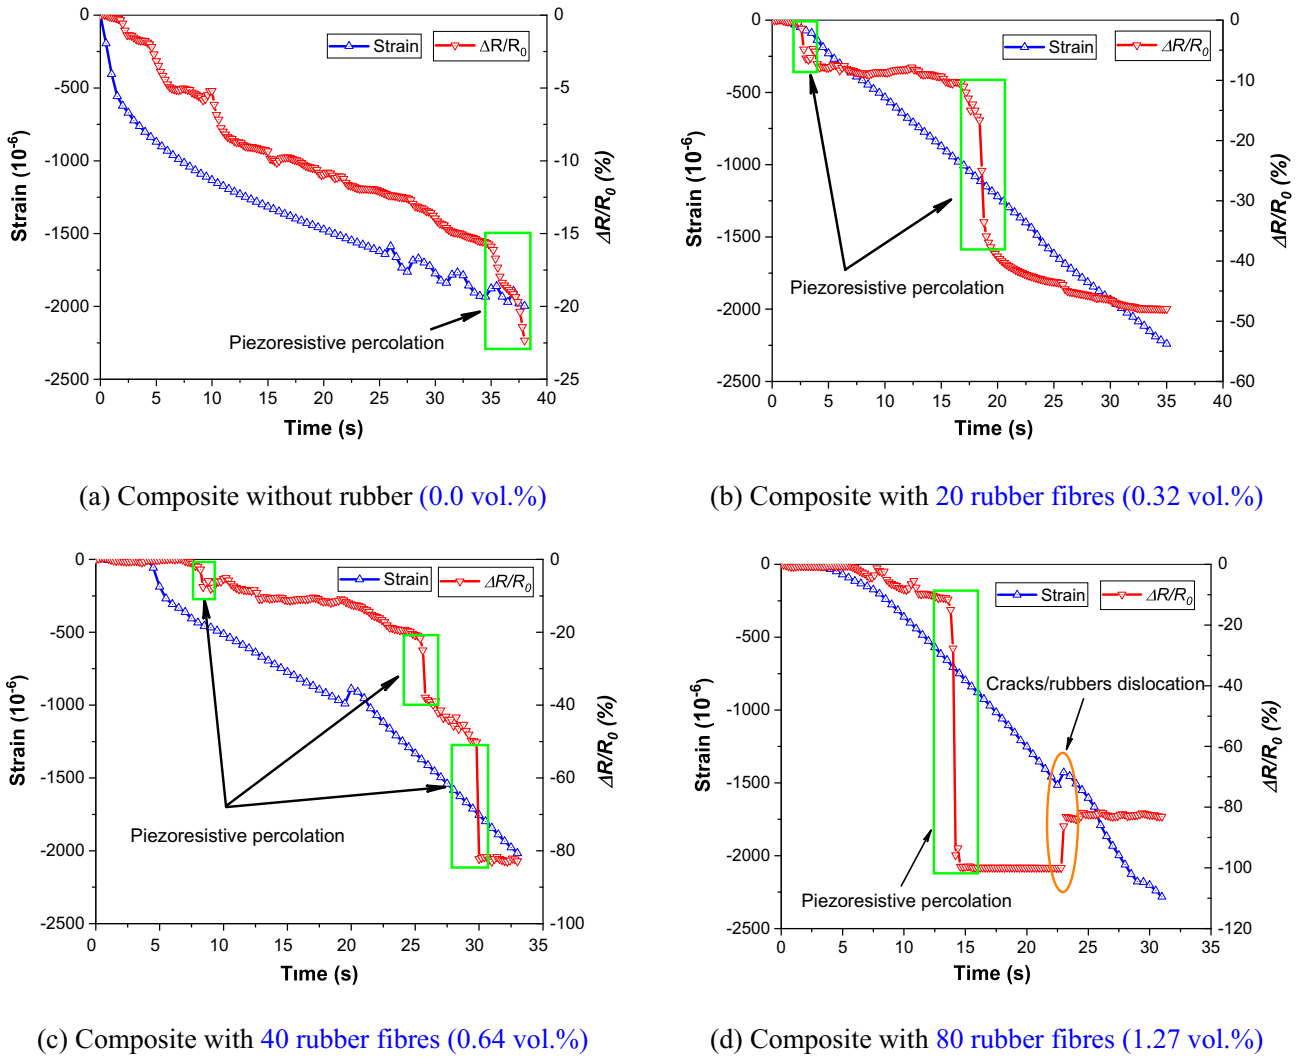 0
-500
-1000
-1500
-2000
-2500
Strain (10-6)
0 5 10 15 20 25 30 35 40
Time (s)
0
-5
-10
-15
-20
-25
ΔR/R0 (%)
Strain ΔR/R0
Piezoresistive percolation
(a) Composite without rubber (0.0 vol.%)
0
-500
-1000
-1500
-2000
-2500
Strain (10-6)
0 5 10 15 20 25 30 35 40
Time (s)
0
-10
-20
-30
-40
-50
-60
ΔR/R0 (%)
Strain ΔR/R0
Piezoresistive percolation
(b) Composite with 20 rubber fibres (0.32 vol.%)
0
-500
-1000
-1500
-2000
-2500
Strain (10-6)
0 5 10 15 20 25 30 35
Time (s)
0
-20
-40
-60
-80
-100
ΔR/R0 (%)
Strain ΔR/R0
Piezoresistive percolation
(c) Composite with 40 rubber fibres (0.64 vol.%)
0
-500
-1000
-1500
-2000
-2500
Strain (10-6)
0 5 10 15 20 25 30 35
Time (s)
0
-20
-40
-60
-80
-100
-120
ΔR/R0 (%)
Strain ΔR/R0
Cracks/rubbers dislocation
Piezoresistive percolation
(d) Composite with 80 rubber fibres (1.27 vol.%)